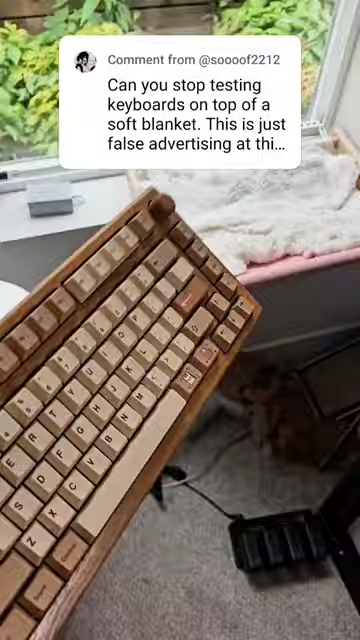 Comment from @soooof2212
Can you stop testing
keyboards on top of a
soft blanket. This is just
false advertising at thi...
Q
W
E
R
T
Y
U
I
O
P
S
D
F
G
H
J
K
L
Z
X
C
V
B
N
M